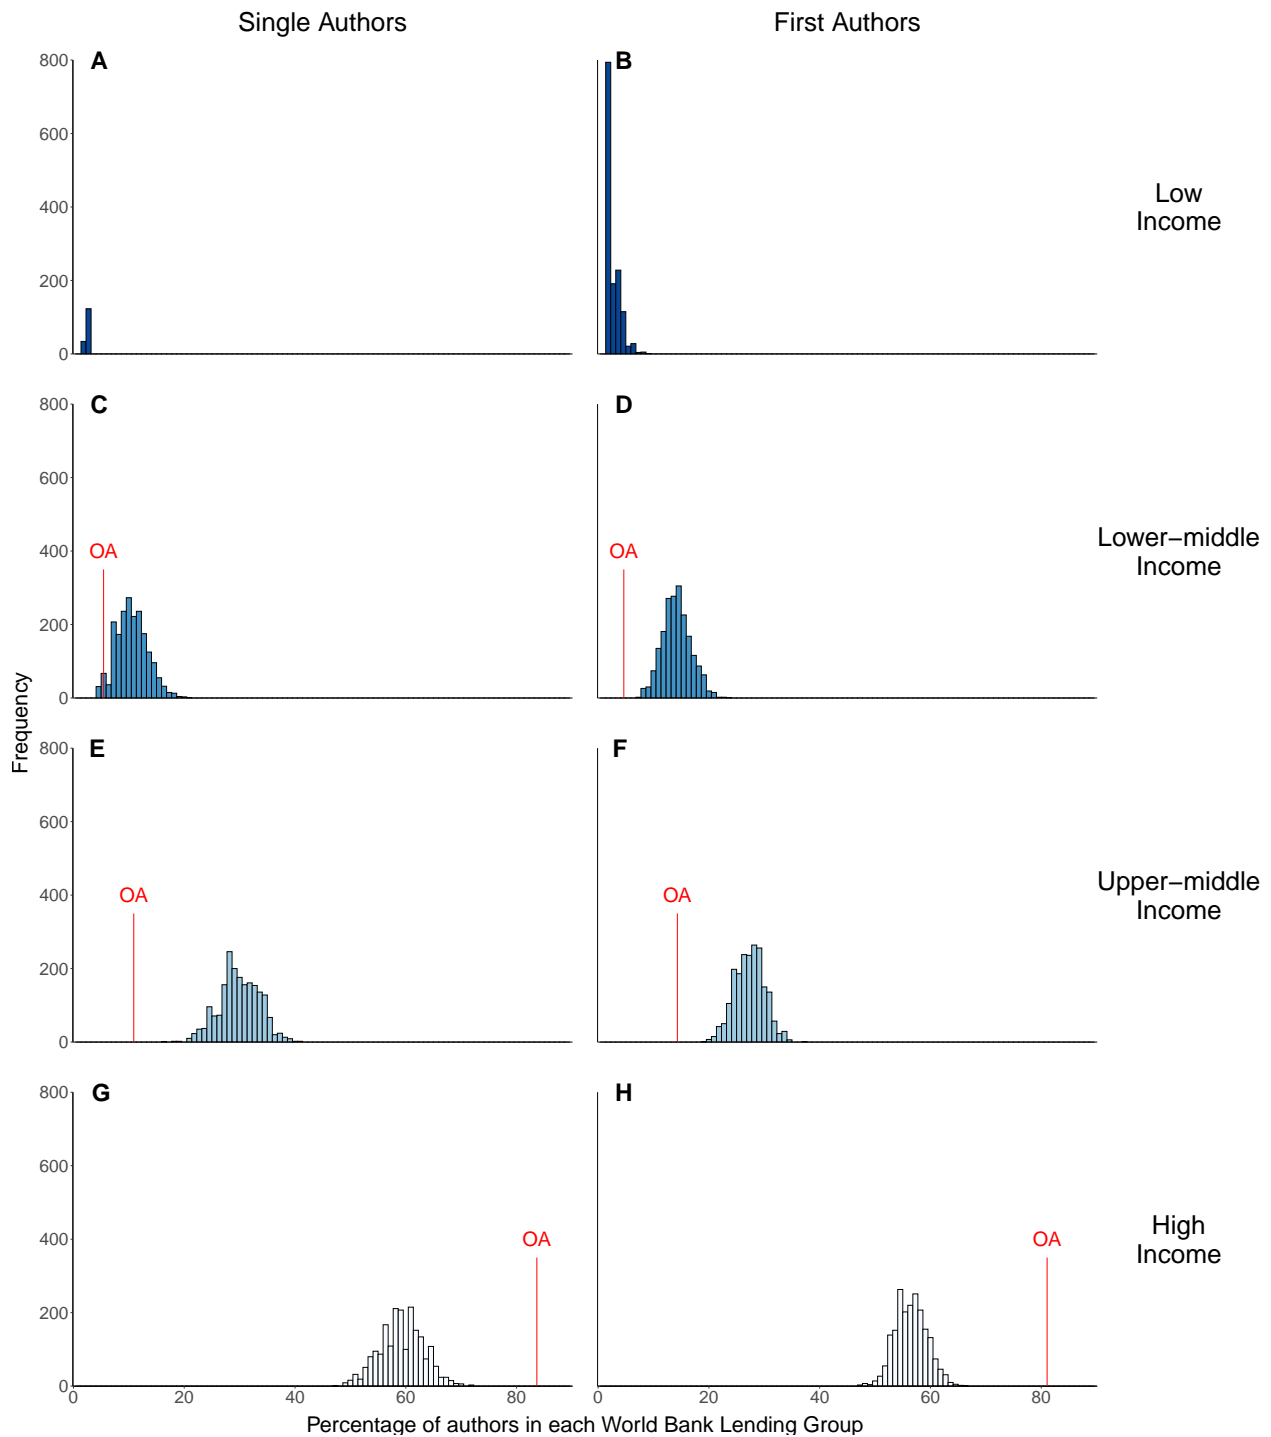 Single Authors
First Authors
A
B
800
600
400
200
0
Low
Income
C
D
800
600
400
200
0
OA
OA
Lower−middle
Income
Frequency
E
F
800
600
400
200
0
OA
OA
Upper−middle
Income
G
H
800
600
400
200
0
OA
OA
High
Income
0 20 40 60 80
0 20 40 60 80
Percentage of authors in each World Bank Lending Group